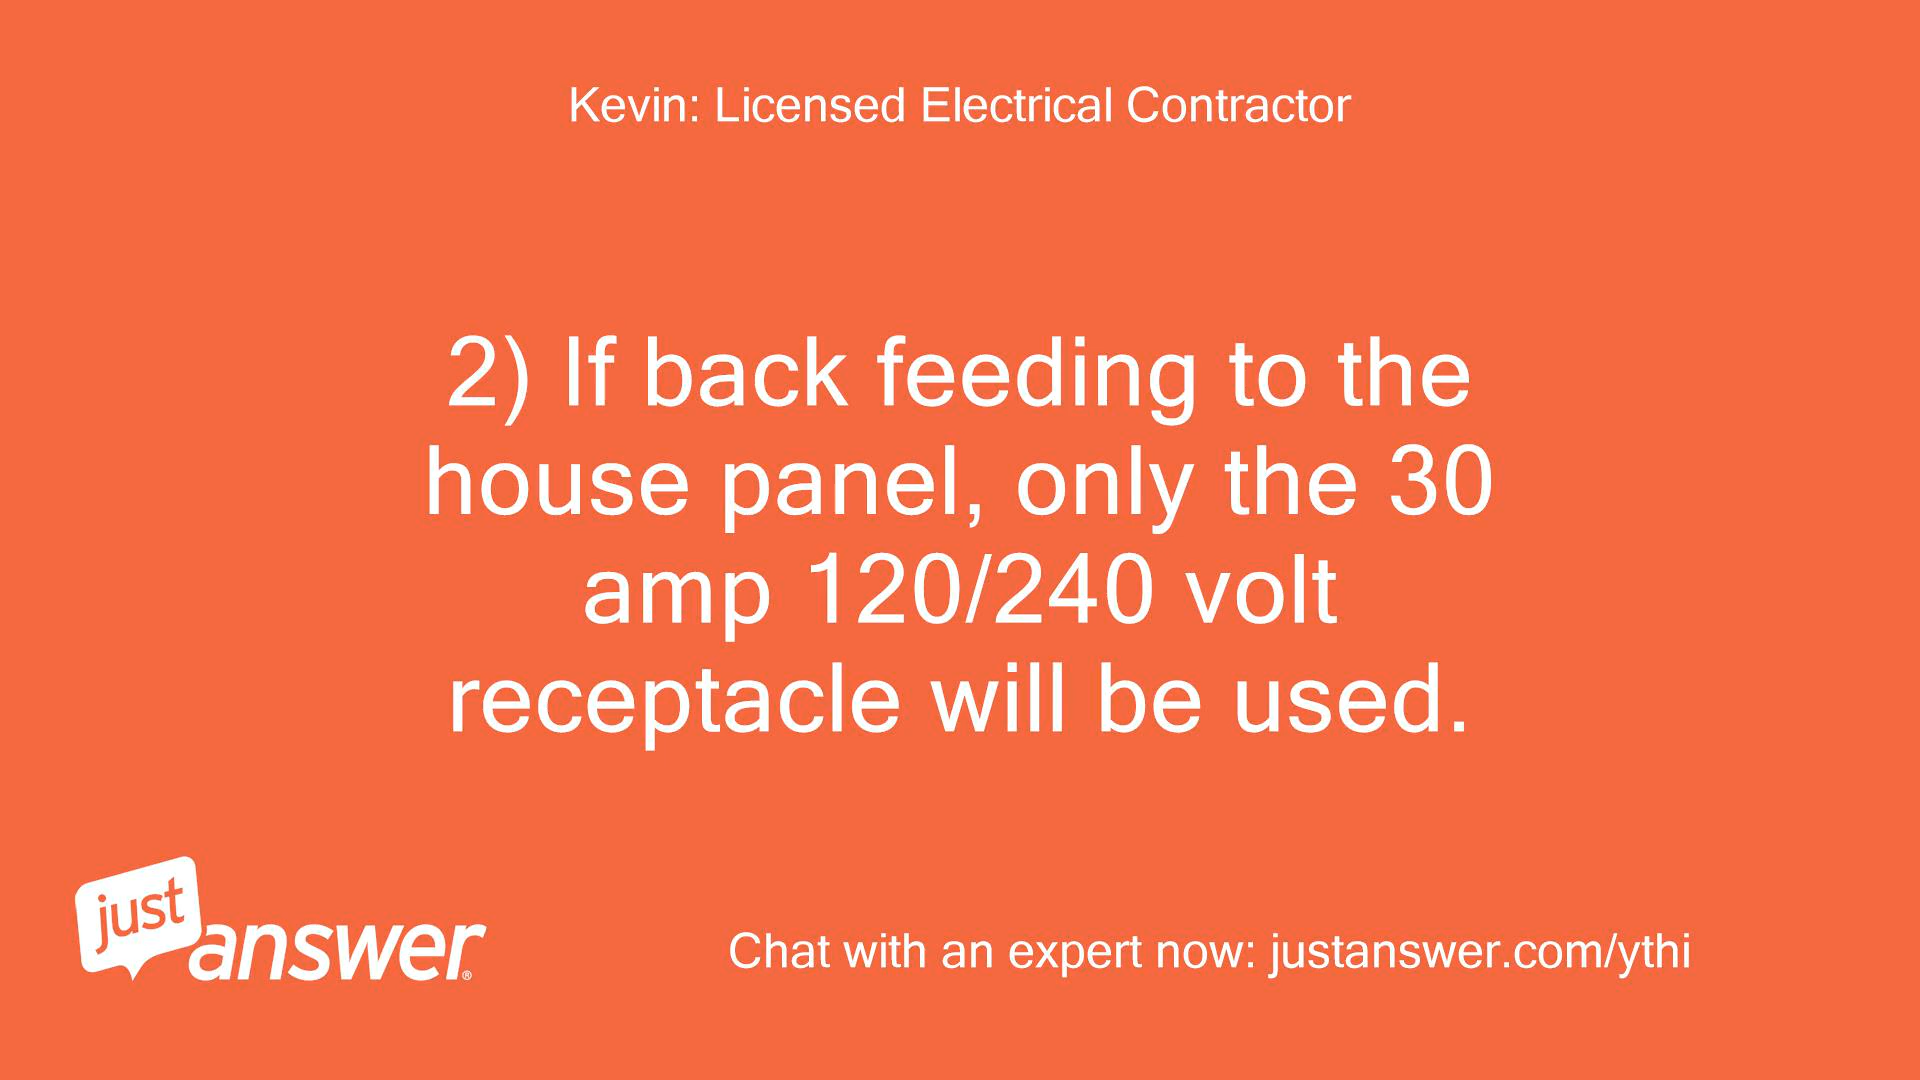 Kevin: Licensed Electrical Contractor
2) If back feeding to the
house panel, only the 30
amp 120/240 volt
receptacle will be used.
just
answer®
Chat with an expert now: justanswer.com/ythi